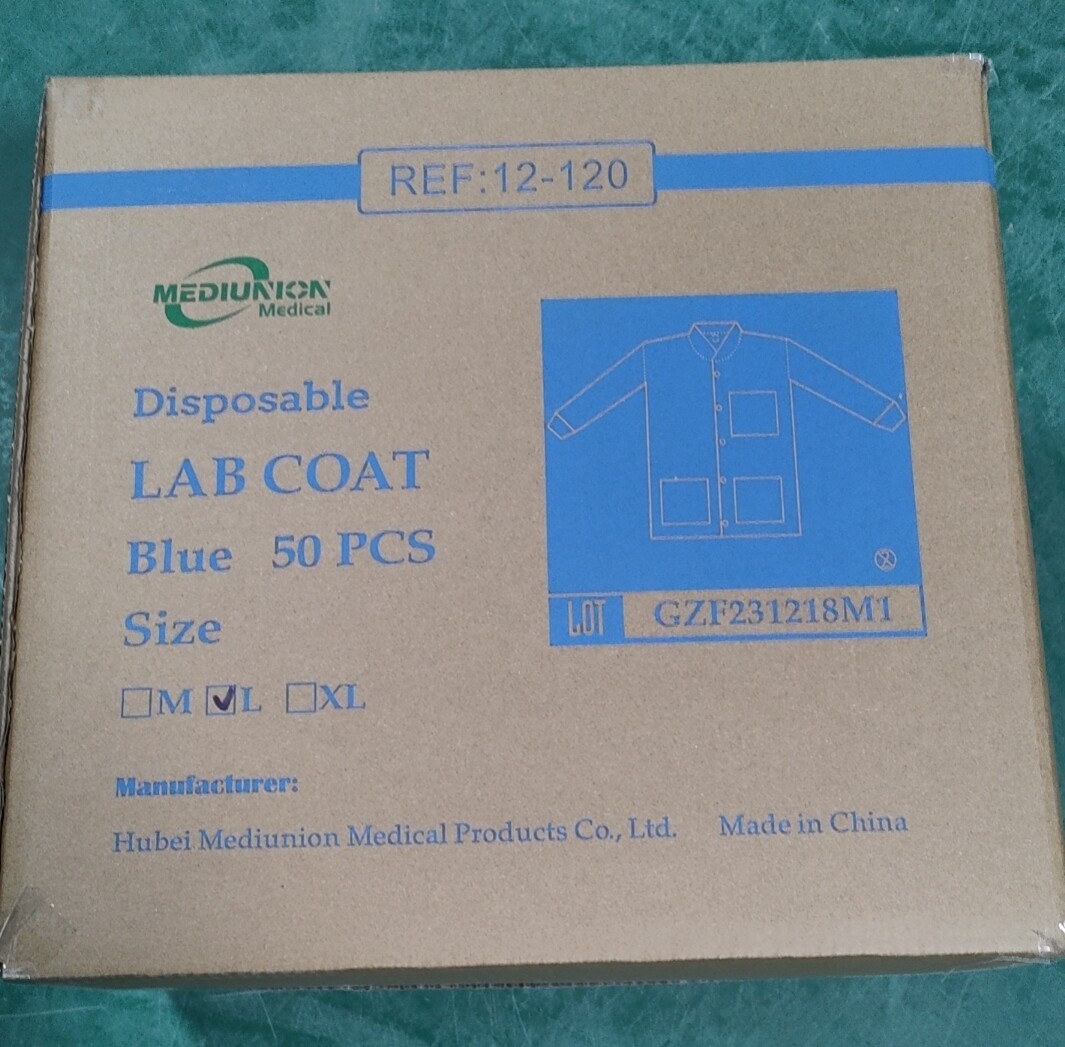 REF:12-120
MEDIUNION
Medical
Disposable
LAB COAT
Blue 50 PCS
Size
M L XL
LOT GZF231218M1
Manufacturer:
Hubei Mediunion Medical Products Co., Ltd. Made in China